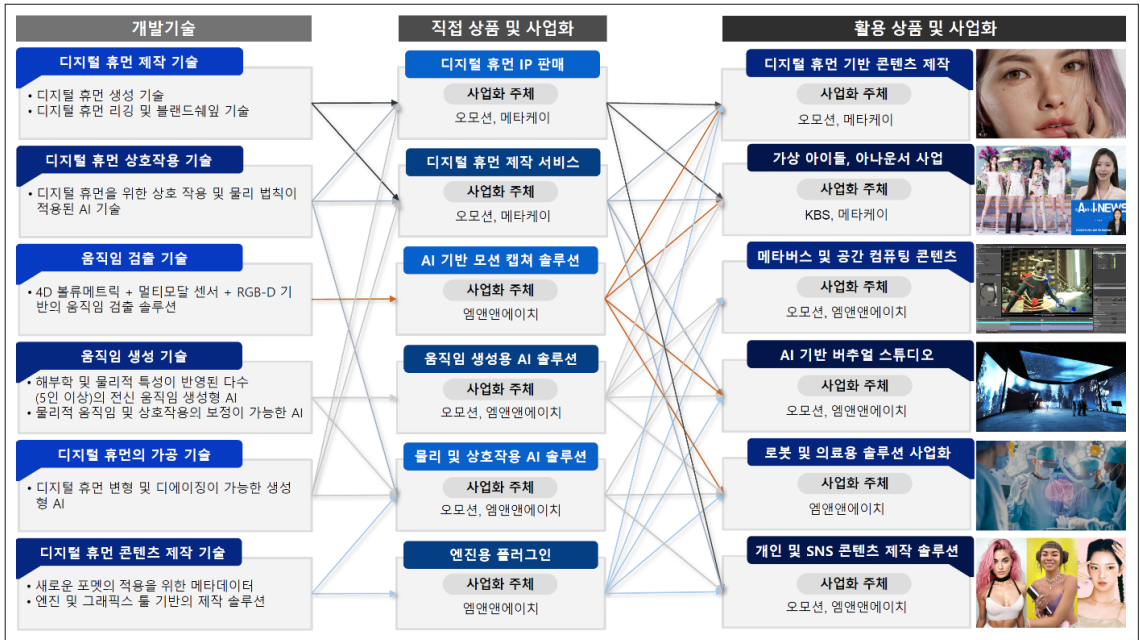 개발기술
직접 상품 및 사업화
활용 상품 및 사업화
디지털 휴먼 제작 기술
• 디지털 휴먼 생성 기술
• 디지털 휴먼 리깅 및 블랜드쉐잎 기술
디지털 휴먼 상호작용 기술
• 디지털 휴먼을 위한 상호 작용 및 물리 법칙이
적용된 AI 기술
움직임 검출 기술
• 4D 볼류메트릭 + 멀티모달 센서 + RGB-D 기
반의 움직임 검출 솔루션
움직임 생성 기술
• 해부학 및 물리적 특성이 반영된 다수
(5인 이상)의 전신 움직임 생성형 AI
• 물리적 움직임 및 상호작용의 보정이 가능한 AI
디지털 휴먼의 가공 기술
• 디지털 휴먼 변형 및 디에이징이 가능한 생성
형 AI
디지털 휴먼 콘텐츠 제작 기술
• 새로운 포멧의 적용을 위한 메타데이터
• 엔진 및 그래픽스 툴 기반의 제작 솔루션
디지털 휴먼 IP 판매
사업화 주체
오모션, 메타케이
디지털 휴먼 제작 서비스
사업화 주체
오모션, 메타케이
AI 기반 모션 캡쳐 솔루션
사업화 주체
엠앤앤에이치
움직임 생성용 AI 솔루션
사업화 주체
오모션, 엠앤앤에이치
물리 및 상호작용 AI 솔루션
사업화 주체
오모션, 엠앤앤에이치
엔진용 플러그인
사업화 주체
엠앤앤에이치
디지털 휴먼 기반 콘텐츠 제작
사업화 주체
오모션, 메타케이
가상 아이돌, 아나운서 사업
사업화 주체
KBS, 메타케이
메타버스 및 공간 컴퓨팅 콘텐츠
사업화 주체
오모션, 엠앤앤에이치
AI 기반 버추얼 스튜디오
사업화 주체
오모션, 엠앤앤에이치
로봇 및 의료용 솔루션 사업화
사업화 주체
엠앤앤에이치
개인 및 SNS 콘텐츠 제작 솔루션
사업화 주체
오모션, 엠앤앤에이치
NEWS